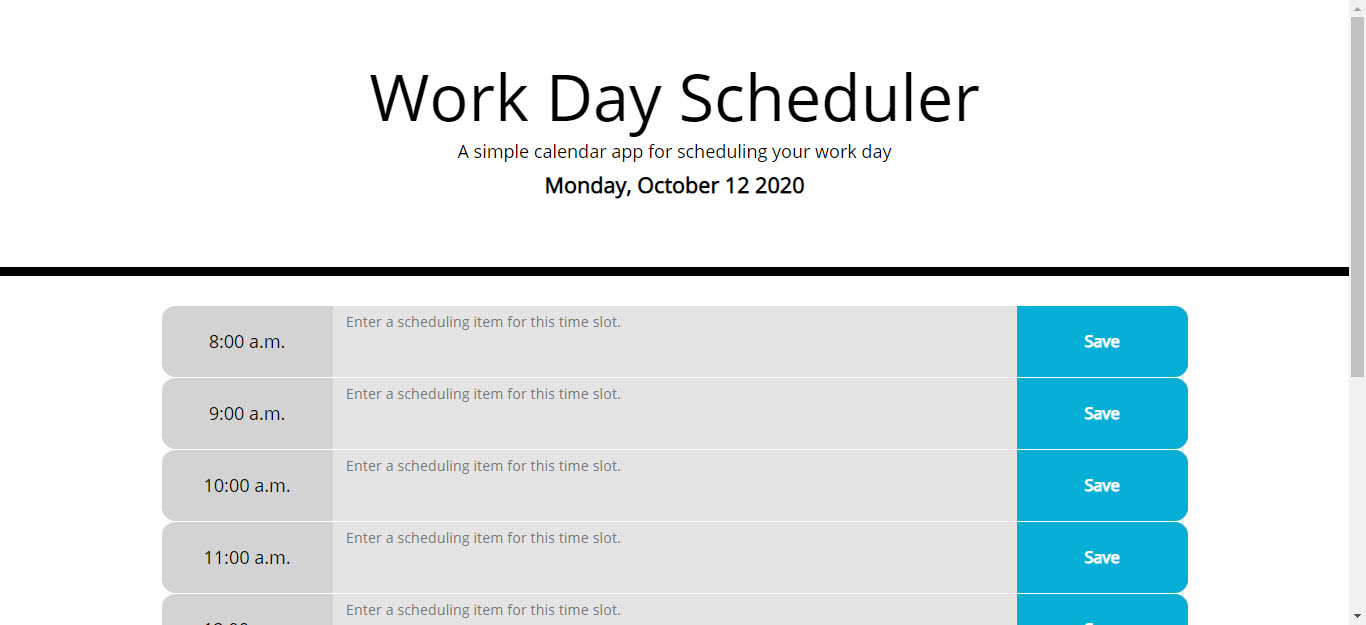 Work Day Scheduler
A simple calendar app for scheduling your work day
Monday, October 12 2020
8:00 a.m.
Enter a scheduling item for this time slot.
Save
9:00 a.m.
Enter a scheduling item for this time slot.
Save
10:00 a.m.
Enter a scheduling item for this time slot.
Save
11:00 a.m.
Enter a scheduling item for this time slot.
Save
Enter a scheduling item for this time slot.